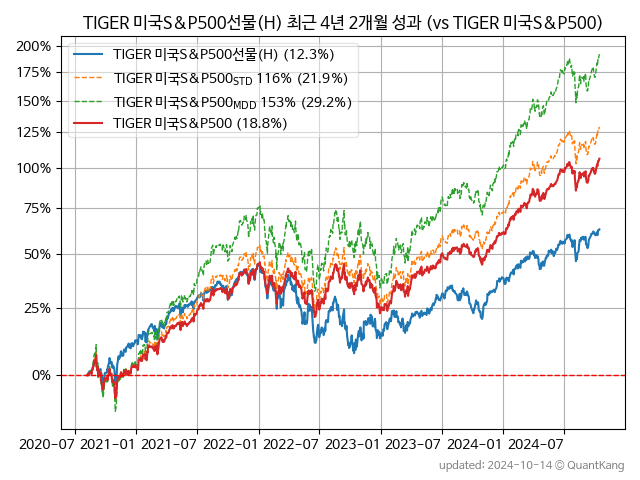 TIGER 미국S&P500선물(H) 최근 4년 2개월 성과 (vs TIGER 미국S&P500)
200%
175%
150%
125%
100%
75%
50%
25%
0%
TIGER 미국S&P500선물(H) (12.3%)
TIGER 미국S&P500STD 116% (21.9%)
TIGER 미국S&P500MDD 153% (29.2%)
TIGER 미국S&P500 (18.8%)
2020-07 2021-01 2021-07 2022-01 2022-07 2023-01 2023-07 2024-01 2024-07
updated: 2024-10-14 © QuantKang